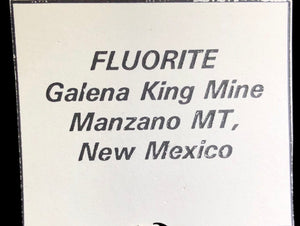 FLUORITE
Galena King Mine
Manzano MT,
New Mexico